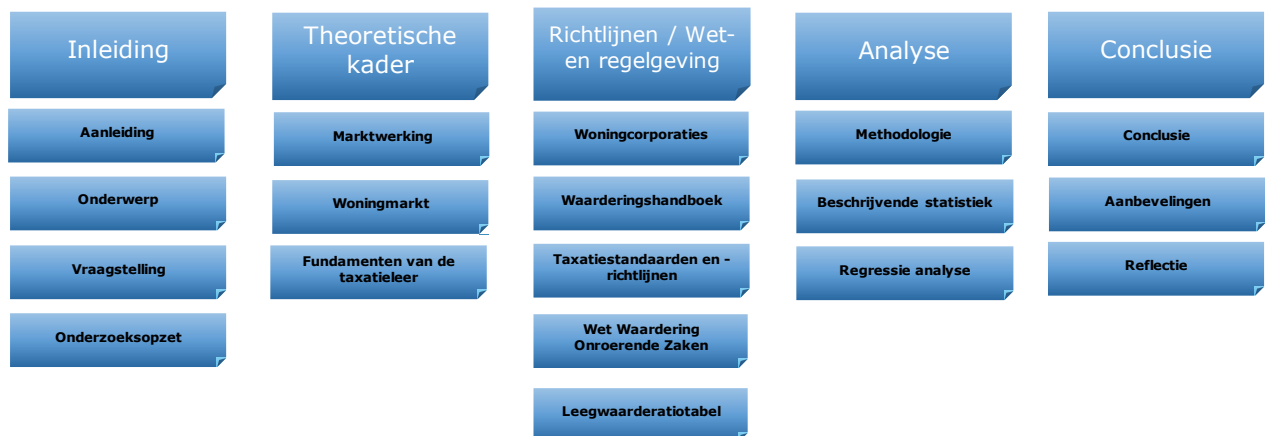 Inleiding
Aanleiding
Onderwerp
Vraagstelling
Onderzoeksopzet
Theoretische
kader
Marktwerking
Woningmarkt
Fundamenten van de
taxatieleer
Richtlijnen / Wet-
en regelgeving
Woningcorporaties
Waarderingshandboek
Taxatiestandaarden en -
richtlijnen
Wet Waardering
Onroerende Zaken
Leegwaarderatiotabel
Analyse
Methodologie
Beschrijvende statistiek
Regressie analyse
Conclusie
Conclusie
Aanbevelingen
Reflectie